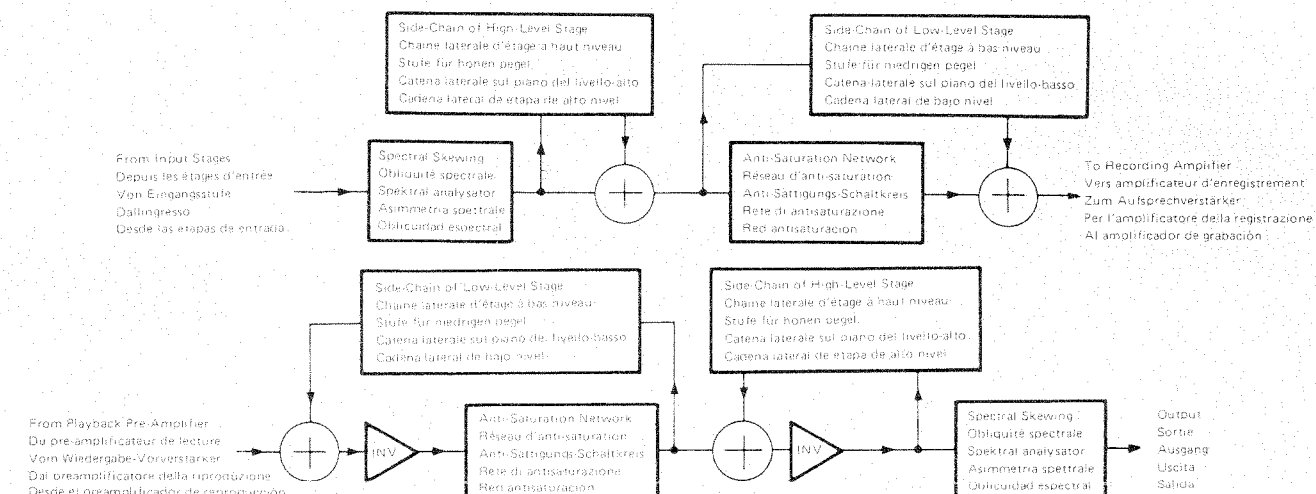 Side-Chain of High-Level Stage
Chaine laterale d'étage à haut niveau
Stufe für honen pegel
Catena laterale sul piano del livello-alto
Cadena lateral de etapa de alto nivel
Side-Chain of Low-Level Stage
Chaine laterale d'étage à bas niveau
Stufe für niedrigen pegel
Catena laterale sul piano del livello-basso
Cadena lateral de bajo nivel
From Input Stages
Depuis les étages d'entrée
Von Eingangsstufe
Dallingresso
Desde las etapas de entrada
Spectral Skewing
Obliquité spectrale
Spektral analysator
Asimmetria spettrale
Oblicuidad espectral
Anti-Saturation Network
Réseau d'anti-saturation
Anti-Sättigungs-Schaltkreis
Rete di antisaturazione
Red antisaturacion
To Recording Amplifier
Vers amplificateur d'enregistrement
Zum Aufsprechverstärker
Per l'amplificatore della registrazione
Al amplificador de grabación
Side-Chain of Low-Level Stage
Chaine laterale d'étage à bas niveau
Stufe für niedrigen pegel
Catena laterale sul piano del livello-basso
Cadena lateral de bajo nivel
Side-Chain of High-Level Stage
Chaine laterale d'étage à haut niveau
Stufe für honen pegel
Catena laterale sul piano del livello-alto
Cadena lateral de etapa de alto nivel
From Playback Pre-Amplifier
Du pre-amplificateur de lecture
Vom Wiedergabe-Vorverstärker
Dal preamplificatore della riproduzione
Desde el preamplificador de reproducción
INV
Anti-Saturation Network
Réseau d'anti-saturation
Anti-Sättigungs-Schaltkreis
Rete di antisaturazione
Red antisaturacion
INV
Spectral Skewing
Obliquité spectrale
Spektral analysator
Asimmetria spettrale
Oblicuidad espectral
Output
Sortie
Ausgang
Uscita
Salida